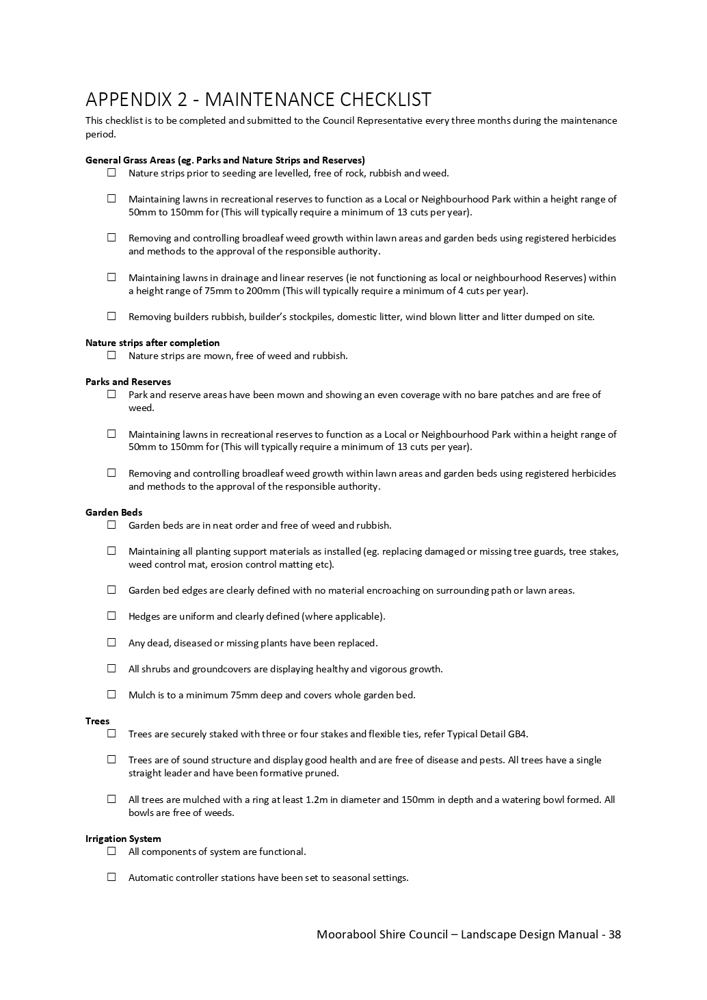 APPENDIX 2 - MAINTENANCE CHECKLIST
This checklist is to be completed and submitted to the Council Representative every three months during the maintenance
period.
General Grass Areas (eg. Parks and Nature Strips and Reserves)
☐ Nature strips prior to seeding are levelled, free of rock, rubbish and weed.
☐ Maintaining lawns in recreational reserves to function as a Local or Neighbourhood Park within a height range of
50mm to 150mm for (This will typically require a minimum of 13 cuts per year).
☐ Removing and controlling broadleaf weed growth within lawn areas and garden beds using registered herbicides
and methods to the approval of the responsible authority.
☐ Maintaining lawns in drainage and linear reserves (ie not functioning as local or neighbourhood Reserves) within
a height range of 75mm to 200mm (This will typically require a minimum of 4 cuts per year).
☐ Removing builders rubbish, builder’s stockpiles, domestic litter, wind blown litter and litter dumped on site.
Nature strips after completion
☐ Nature strips are mown, free of weed and rubbish.
Parks and Reserves
☐ Park and reserve areas have been mown and showing an even coverage with no bare patches and are free of
weed.
☐ Maintaining lawns in recreational reserves to function as a Local or Neighbourhood Park within a height range of
50mm to 150mm for (This will typically require a minimum of 13 cuts per year).
☐ Removing and controlling broadleaf weed growth within lawn areas and garden beds using registered herbicides
and methods to the approval of the responsible authority.
Garden Beds
☐ Garden beds are in neat order and free of weed and rubbish.
☐ Maintaining all planting support materials as installed (eg. replacing damaged or missing tree guards, tree stakes,
weed control mat, erosion control matting etc).
☐ Garden bed edges are clearly defined with no material encroaching on surrounding path or lawn areas.
☐ Hedges are uniform and clearly defined (where applicable).
☐ Any dead, diseased or missing plants have been replaced.
☐ All shrubs and groundcovers are displaying healthy and vigorous growth.
☐ Mulch is to a minimum 75mm deep and covers whole garden bed.
Trees
☐ Trees are securely staked with three or four stakes and flexible ties, refer Typical Detail GB4.
☐ Trees are of sound structure and display good health and are free of disease and pests. All trees have a single
straight leader and have been formative pruned.
☐ All trees are mulched with a ring at least 1.2m in diameter and 150mm in depth and a watering bowl formed. All
bowls are free of weeds.
Irrigation System
☐ All components of system are functional.
☐ Automatic controller stations have been set to seasonal settings.
Moorabool Shire Council – Landscape Design Manual - 38